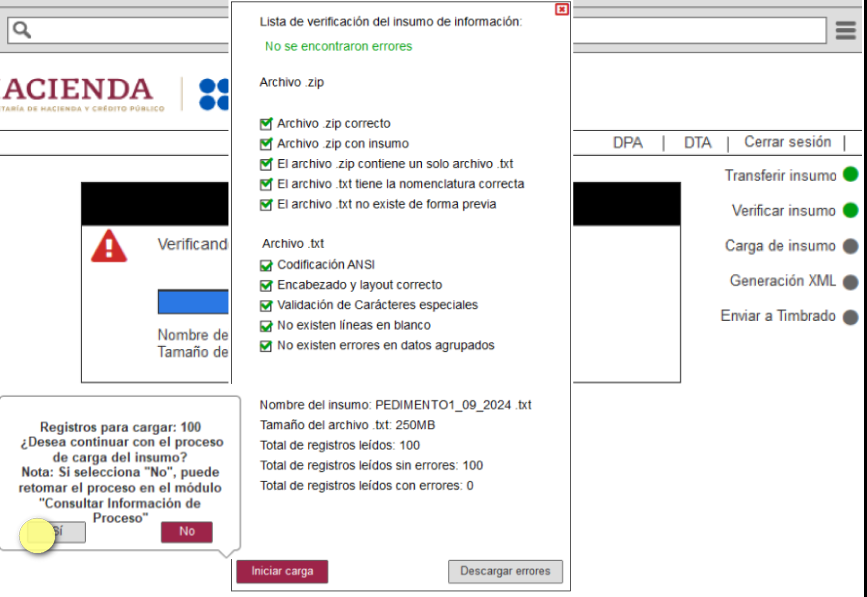 Lista de verificación del insumo de información:
No se encontraron errores
Archivo .zip
ACIENDA
TARÍA DE HACIENDA Y CRÉDITO PÚBLICO
Archivo .zip correcto
Archivo .zip con insumo
El archivo .zip contiene un solo archivo .txt
El archivo .txt tiene la nomenclatura correcta
El archivo .txt no existe de forma previa
DPA | DTA | Cerrar sesión |
Transferir insumo
Verificar insumo
Carga de insumo
Generación XML
Enviar a Timbrado
Verificand
Nombre de
Tamaño de
Archivo .txt
Codificación ANSI
Encabezado y layout correcto
Validación de Carácteres especiales
No existen líneas en blanco
No existen errores en datos agrupados
Nombre del insumo: PEDIMENTO1_09_2024 .txt
Tamaño del archivo .txt: 250MB
Total de registros leídos: 100
Total de registros leídos sin errores: 100
Total de registros leídos con errores: 0
Registros para cargar: 100
¿Desea continuar con el proceso
de carga del insumo?
Nota: Si selecciona "No", puede
retomar el proceso en el módulo
"Consultar Información de
Proceso"
Sí
No
Iniciar carga
Descargar errores